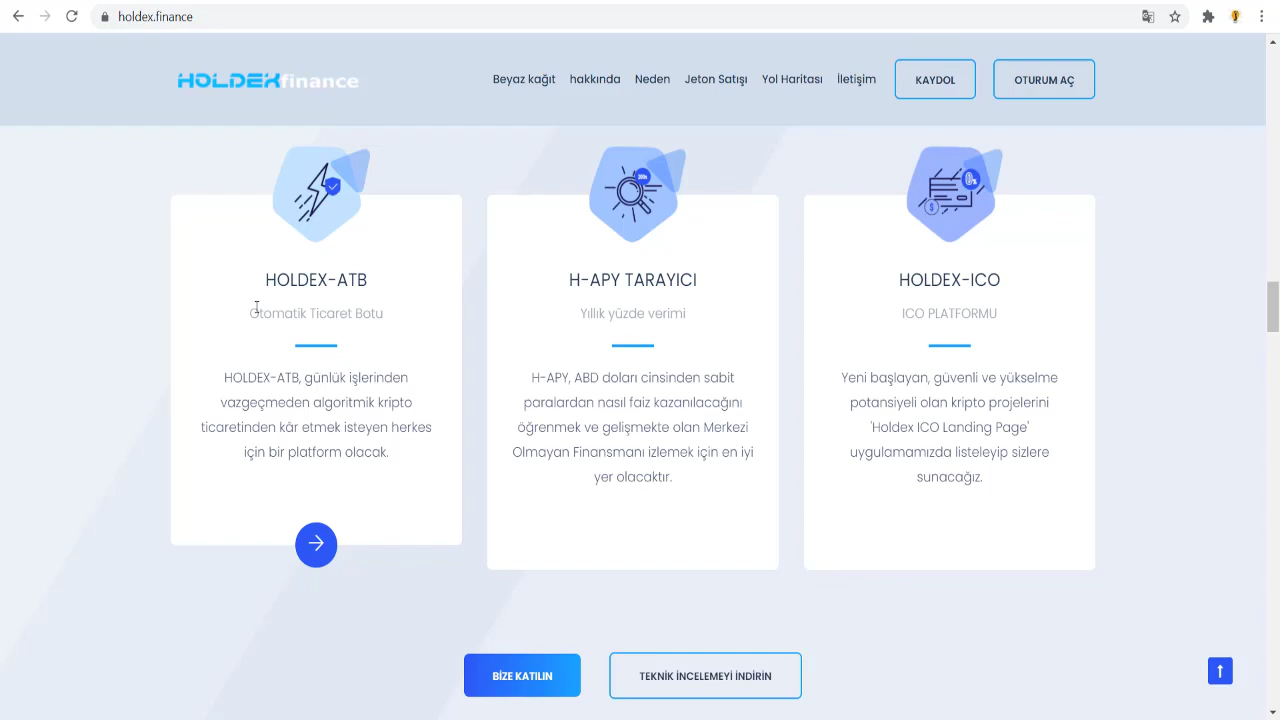 holdex.finance
HOLDEXfinance
Beyaz kağıt hakkında Neden Jeton Satışı Yol Haritası İletişim KAYDOL OTURUM AÇ
HOLDEX-ATB
Otomatik Ticaret Botu
HOLDEX-ATB, günlük işlerinden
vazgeçmeden algoritmik kripto
ticaretinden kâr etmek isteyen herkes
için bir platform olacak.
H-APY TARAYICI
Yıllık yüzde verimi
H-APY, ABD doları cinsinden sabit
paralardan nasıl faiz kazanılacağını
öğrenmek ve gelişmekte olan Merkezi
Olmayan Finansmanı izlemek için en iyi
yer olacaktır.
HOLDEX-ICO
ICO PLATFORMU
Yeni başlayan, güvenli ve yükselme
potansiyeli olan kripto projelerini
'Holdex ICO Landing Page'
uygulamamızda listeleyip sizlere
sunacağız.
BİZE KATILIN
TEKNİK İNCELEMEYİ İNDİRİN